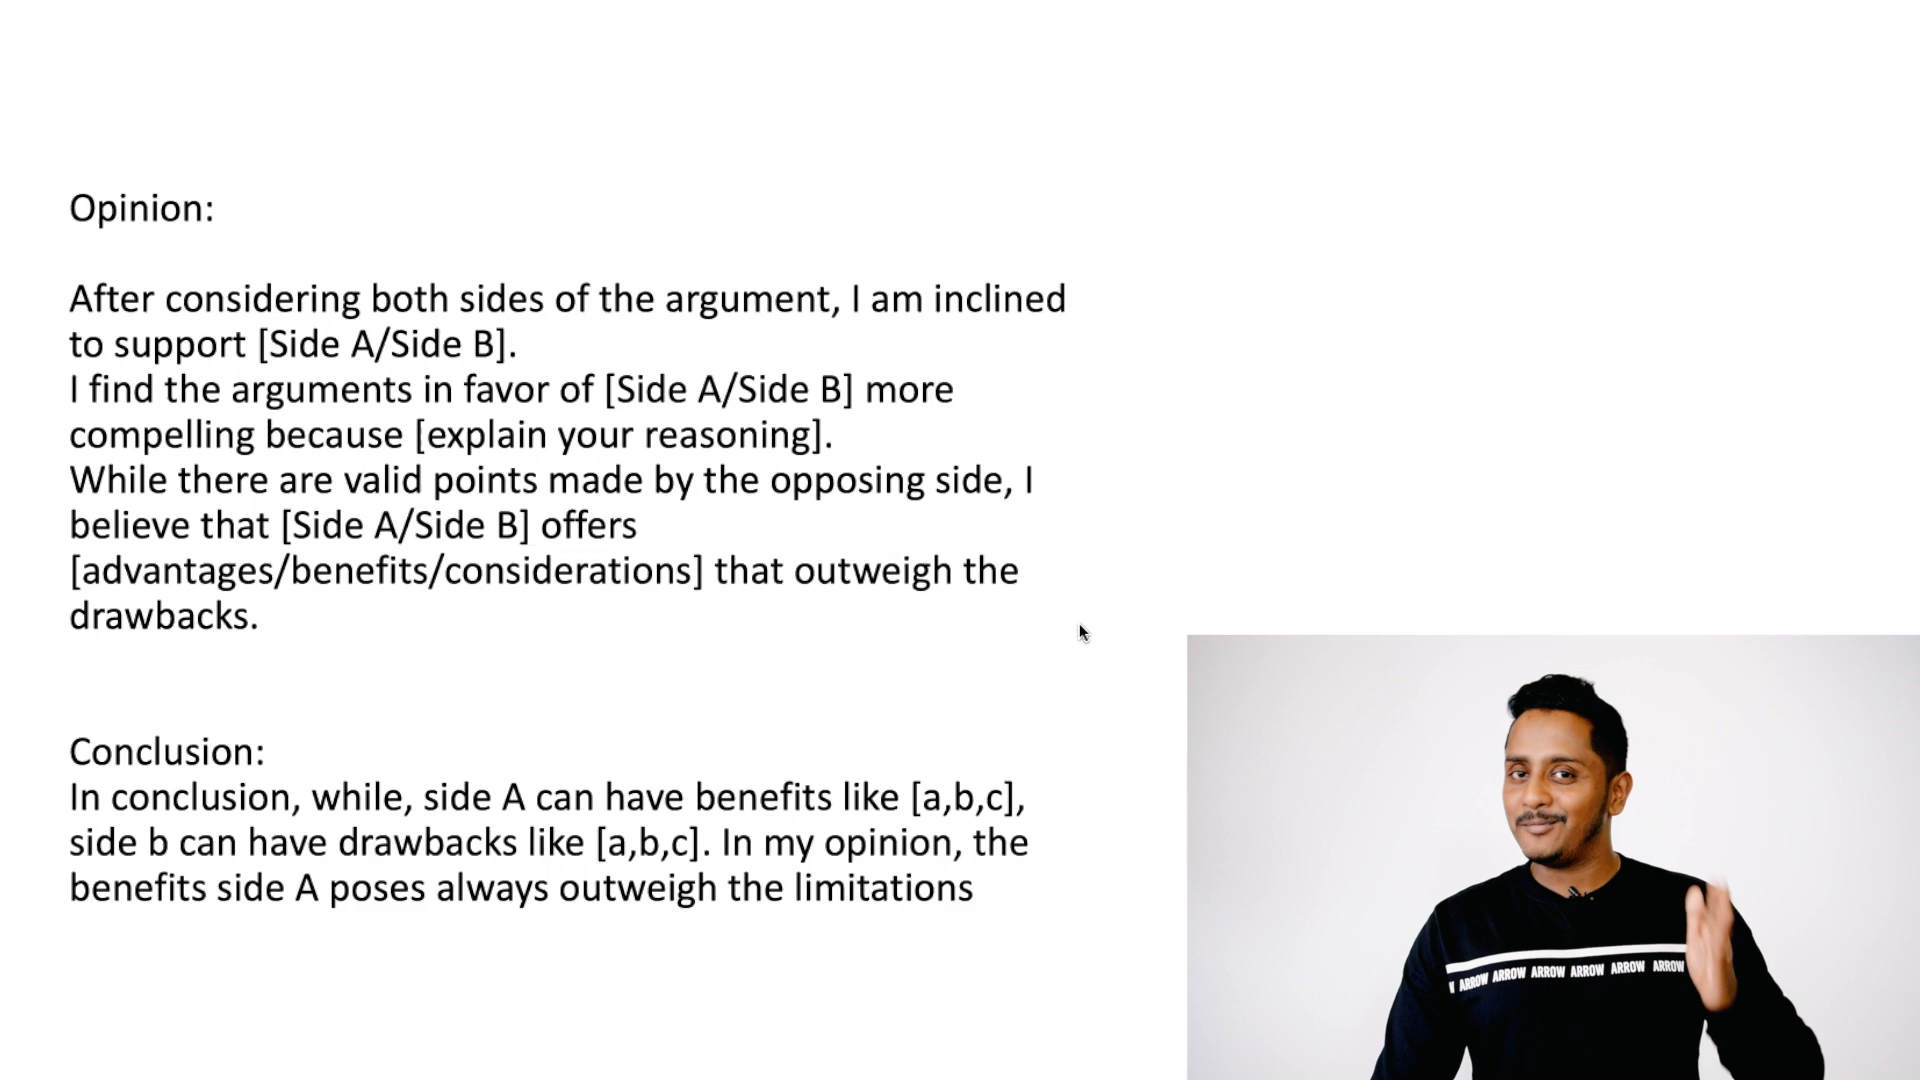 Opinion:
After considering both sides of the argument, I am inclined
to support [Side A/Side B].
I find the arguments in favor of [Side A/Side B] more
compelling because [explain your reasoning].
While there are valid points made by the opposing side, I
believe that [Side A/Side B] offers
[advantages/benefits/considerations] that outweigh the
drawbacks.
Conclusion:
In conclusion, while, side A can have benefits like [a,b,c],
side b can have drawbacks like [a,b,c]. In my opinion, the
benefits side A poses always outweigh the limitations
W ARROW ARROW ARROW ARROW ARROW ARROW